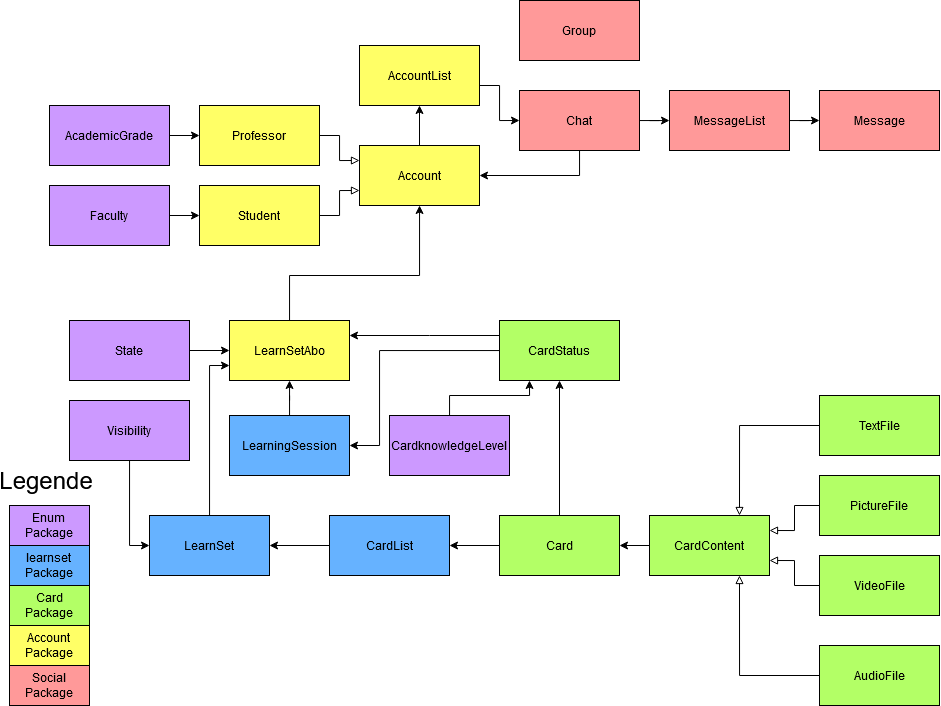 Group
AccountList
AcademicGrade
Professor
Chat
MessageList
Message
Account
Faculty
Student
State
LearnSetAbo
CardStatus
Visibility
LearningSession
CardknowledgeLevel
TextFile
Legende
PictureFile
Enum
Package
learnset
Package
Card
Package
Account
Package
Social
Package
LearnSet
CardList
Card
CardContent
VideoFile
AudioFile